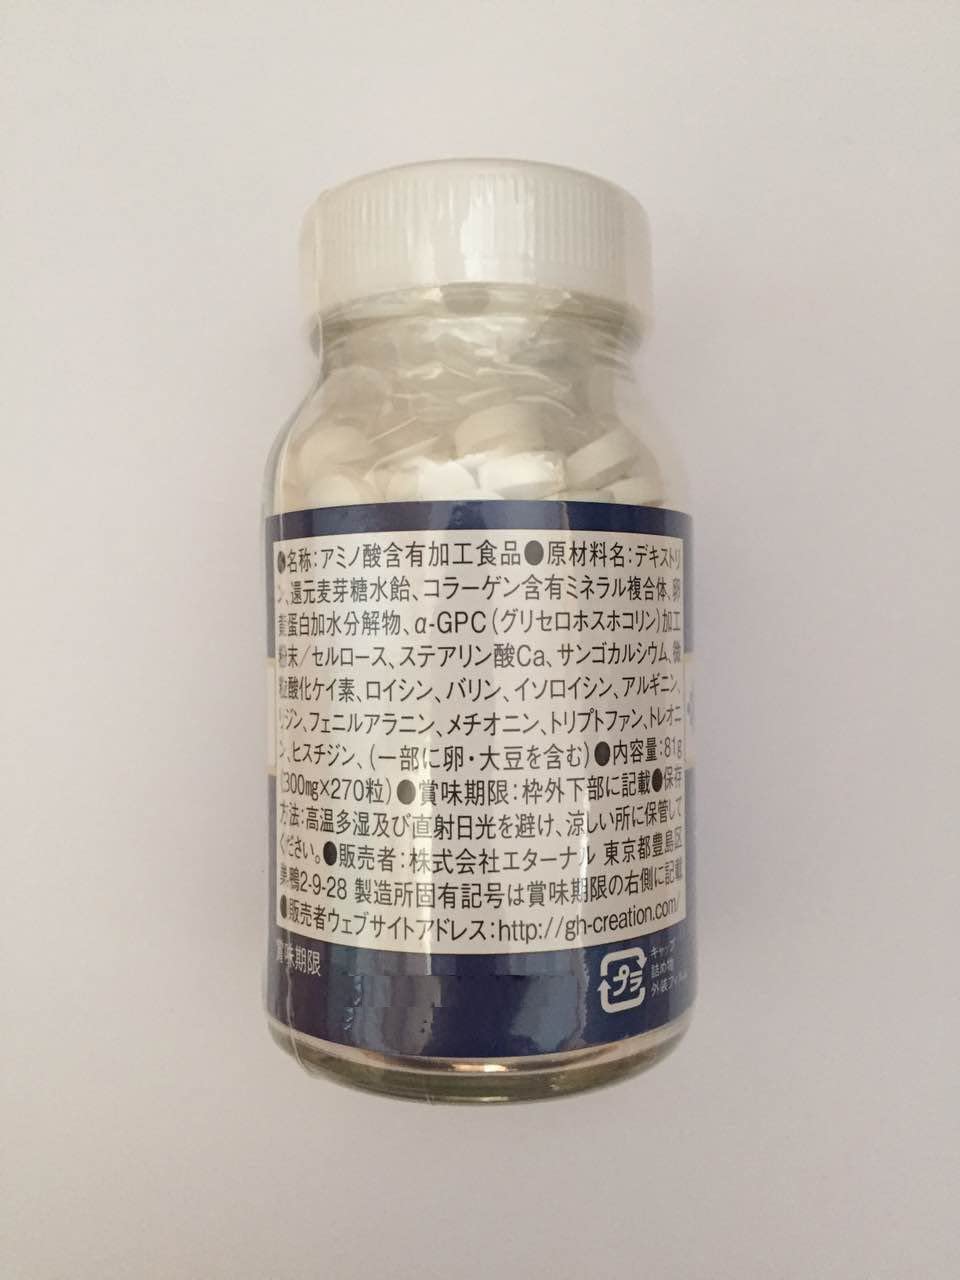 ●名称：アミノ酸含有加工食品●原材料名：デキストリ
ン、還元麦芽糖水飴、コラーゲン含有ミネラル複合体、卵
黄蛋白加水分解物、α-GPC（グリセロホスホコリン）加工
粉末／セルロース、ステアリン酸Ca、サンゴカルシウム、微
粒酸化ケイ素、ロイシン、バリン、イソロイシン、アルギニン、
リジン、フェニルアラニン、メチオニン、トリプトファン、トレオニ
ン、ヒスチジン、（一部に卵・大豆を含む）●内容量：81g
（300㎎×270粒）●賞味期限：枠外下部に記載●保存
方法：高温多湿及び直射日光を避け、涼しい所に保管して
ください。●販売者：株式会社エターナル 東京都豊島区
巣鴨2-9-28 製造所固有記号は賞味期限の右側に記載
●販売者ウェブサイトアドレス：http://gh-creation.com/
賞味期限
プラ
キャップ
詰め物
外装フィルム